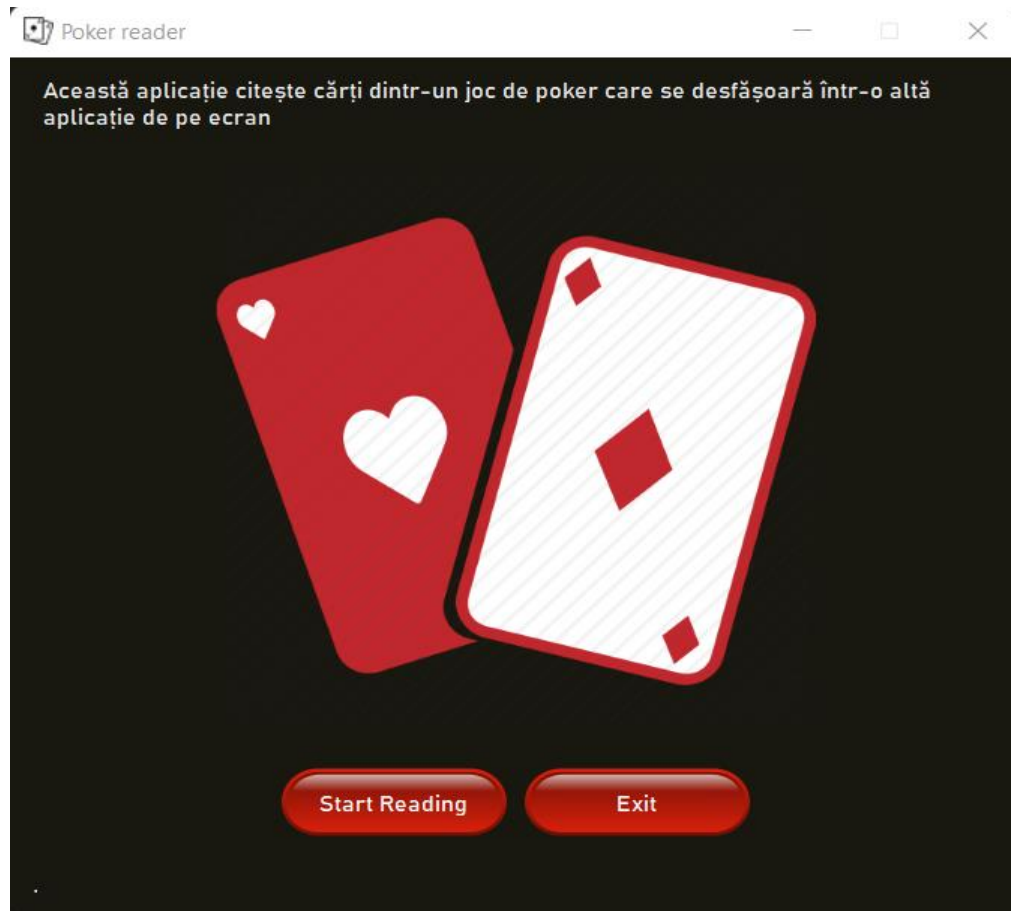 Poker reader
Această aplicație citește cărți dintr-un joc de poker care se desfășoară într-o altă
aplicație de pe ecran
Start Reading
Exit
.